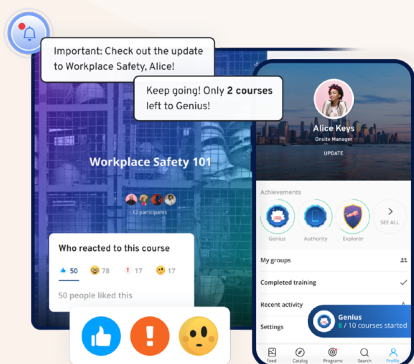 Important: Check out the update
to Workplace Safety, Alice!
Keep going! Only 2 courses
left to Genius!
Workplace Safety 101
12 participants
Who reacted to this course
50
78
17
17
50 people liked this
Alice Keys
Onsite Manager
UPDATE
Achievements
Genius
Authority
Explorer
SEE ALL
My groups
Completed training
Recent activity
Settings
Genius
8 / 10 courses started
Feed
Catalog
Programs
Search
Profile